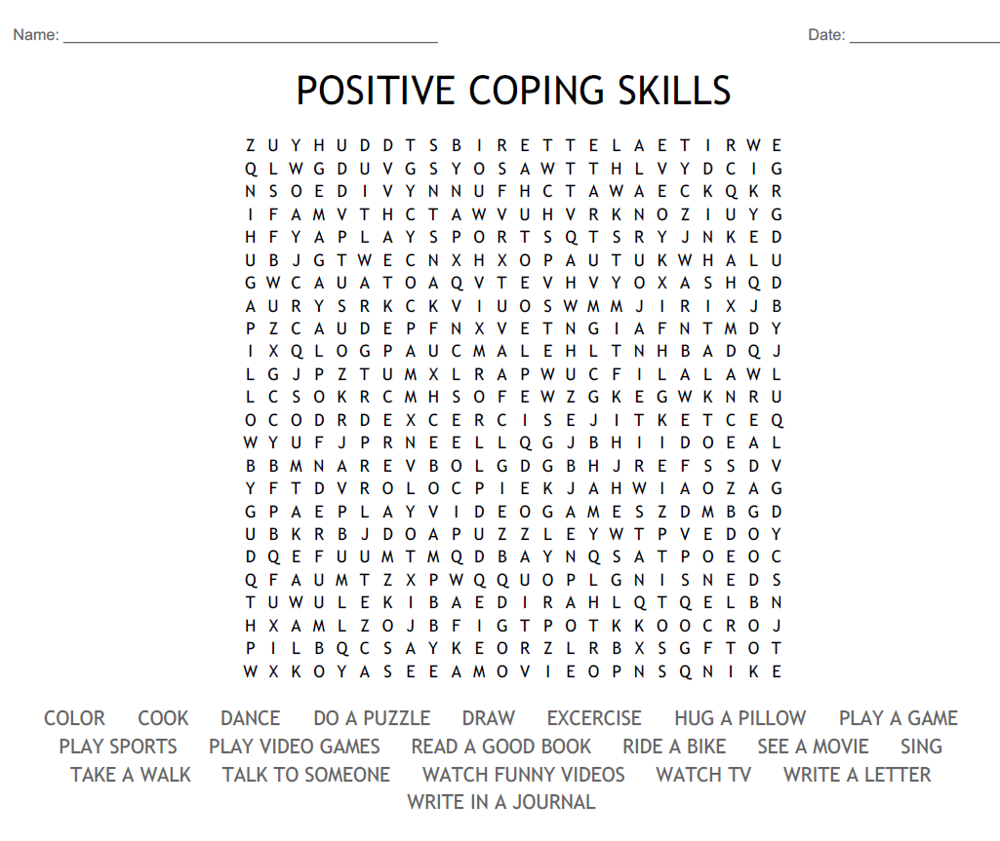 Name: ___________________________________________ Date: _________________
POSITIVE COPING SKILLS
Z U Y H U D D T S B I R E T T E L A E T I R W E
Q L W G D U V G S Y O S A W T T H L V Y D C I G
N S O E D I V Y N N U F H C T A W A E C K Q K R
I F A M V T H C T A W V U H V R K N O Z I U Y G
H F Y A P L A Y S P O R T S Q T S R Y J N K E D
U B J G T W E C N X H X O P A U T U K W H A L U
G W C A U A T O A Q V T E V H V Y O X A S H Q D
A U R Y S R K C K V I U O S W M M J I R I X J B
P Z C A U D E P F N X V E T N G I A F N T M D Y
I X Q L O G P A U C M A L E H L T N H B A D Q J
L G J P Z T U M X L R A P W U C F I L A L A W L
L C S O K R C M H S O F E W Z G K E G W K N R U
O C O D R D E X C E R C I S E J I T K E T C E Q
W Y U F J P R N E E L L Q G J B H I I D O E A L
B B M N A R E V B O L G D G B H J R E F S S D V
Y F T D V R O L O C P I E K J A H W I A O Z A G
G P A E P L A Y V I D E O G A M E S Z D M B G D
U B K R B J D O A P U Z Z L E Y W T P V E D O Y
D Q E F U U M T M Q D B A Y N Q S A T P O E O C
Q F A U M T Z X P W Q Q U O P L G N I S N E D S
T U W U L E K I B A E D I R A H L Q T Q E L B N
H X A M L Z O J B F I G T P O T K K O O C R O J
P I L B Q C S A Y K E O R Z L R B X S G F T O T
W X K O Y A S E E A M O V I E O P N S Q N I K E
COLOR COOK DANCE DO A PUZZLE DRAW EXCERCISE HUG A PILLOW PLAY A GAME
PLAY SPORTS PLAY VIDEO GAMES READ A GOOD BOOK RIDE A BIKE SEE A MOVIE SING
TAKE A WALK TALK TO SOMEONE WATCH FUNNY VIDEOS WATCH TV WRITE A LETTER
WRITE IN A JOURNAL